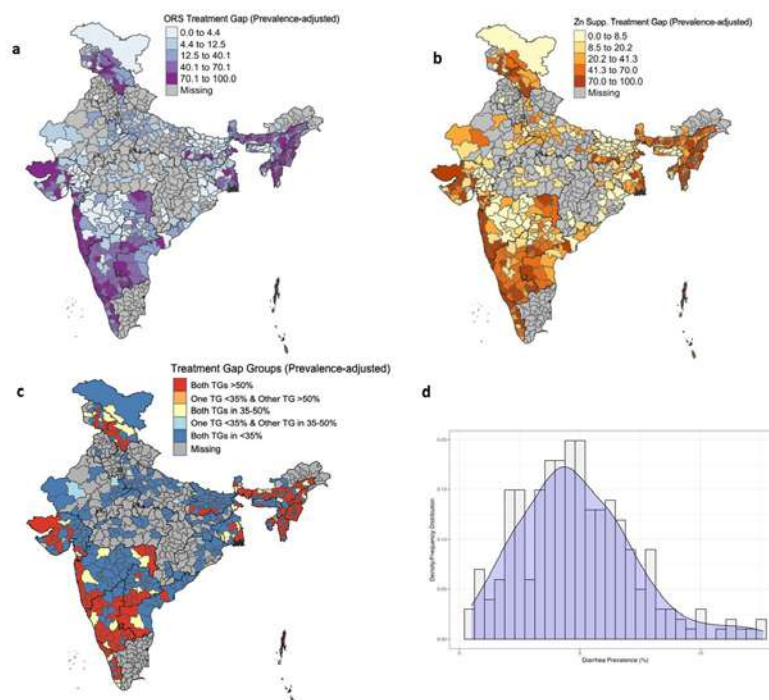 a
ORS Treatment Gap (Prevalence-adjusted)
0.0 to 4.4
4.4 to 12.5
12.5 to 40.1
40.1 to 70.1
70.1 to 100.0
Missing
b
Zn Supp. Treatment Gap (Prevalence-adjusted)
0.0 to 8.5
8.5 to 20.2
20.2 to 41.3
41.3 to 70.0
70.0 to 100.0
Missing
c
Treatment Gap Groups (Prevalence-adjusted)
Both TGs >50%
One TG <35% & Other TG >50%
Both TGs in 35-50%
One TG <35% & Other TG in 35-50%
Both TGs in <35%
Missing
d
Density/Frequency Distribution
Diarrhea Prevalence (%)